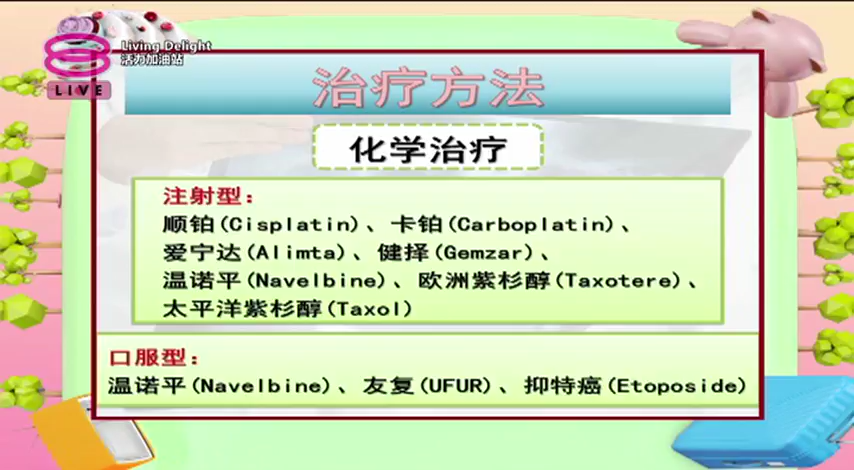 Living Delight
活力加油站
LIVE
治疗方法
化学治疗
注射型:
顺铂(Cisplatin)、卡铂(Carboplatin)、
爱宁达(Alimta)、健择(Gemzar)、
温诺平(Navelbine)、欧洲紫杉醇(Taxotere)、
太平洋紫杉醇(Taxol)
口服型:
温诺平(Navelbine)、友复(UFUR)、抑特癌(Etoposide)